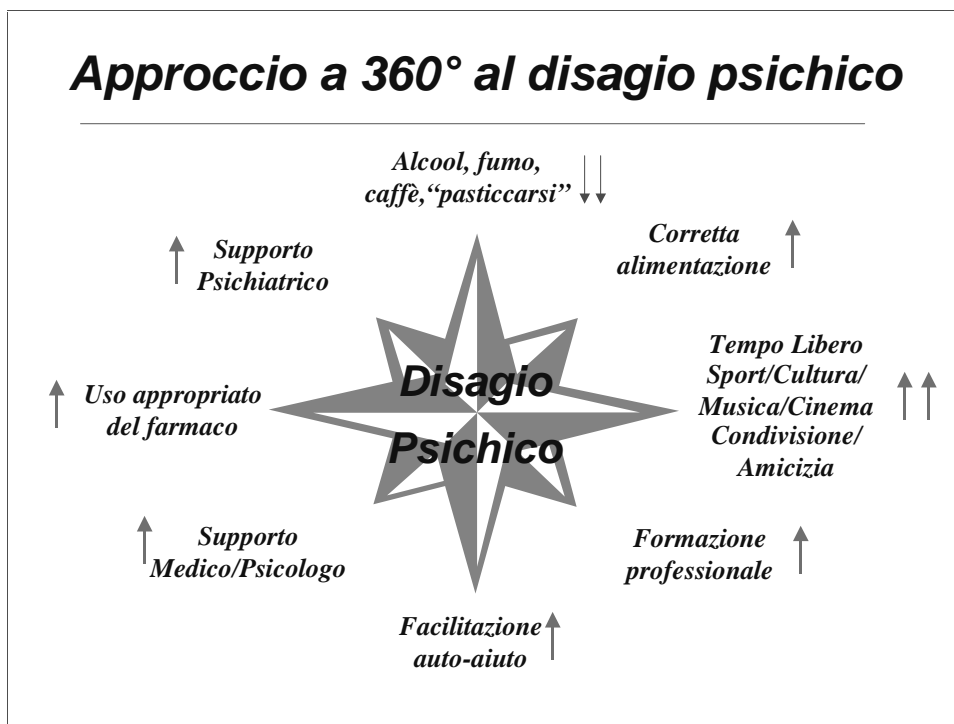 Approccio a 360° al disagio psichico
Alcool, fumo,
caffè,“pasticcarsi”
Supporto
Psichiatrico
Corretta
alimentazione
Uso appropriato
del farmaco
Disagio
Psichico
Tempo Libero
Sport/Cultura/
Musica/Cinema
Condivisione/
Amicizia
Supporto
Medico/Psicologo
Formazione
professionale
Facilitazione
auto-aiuto